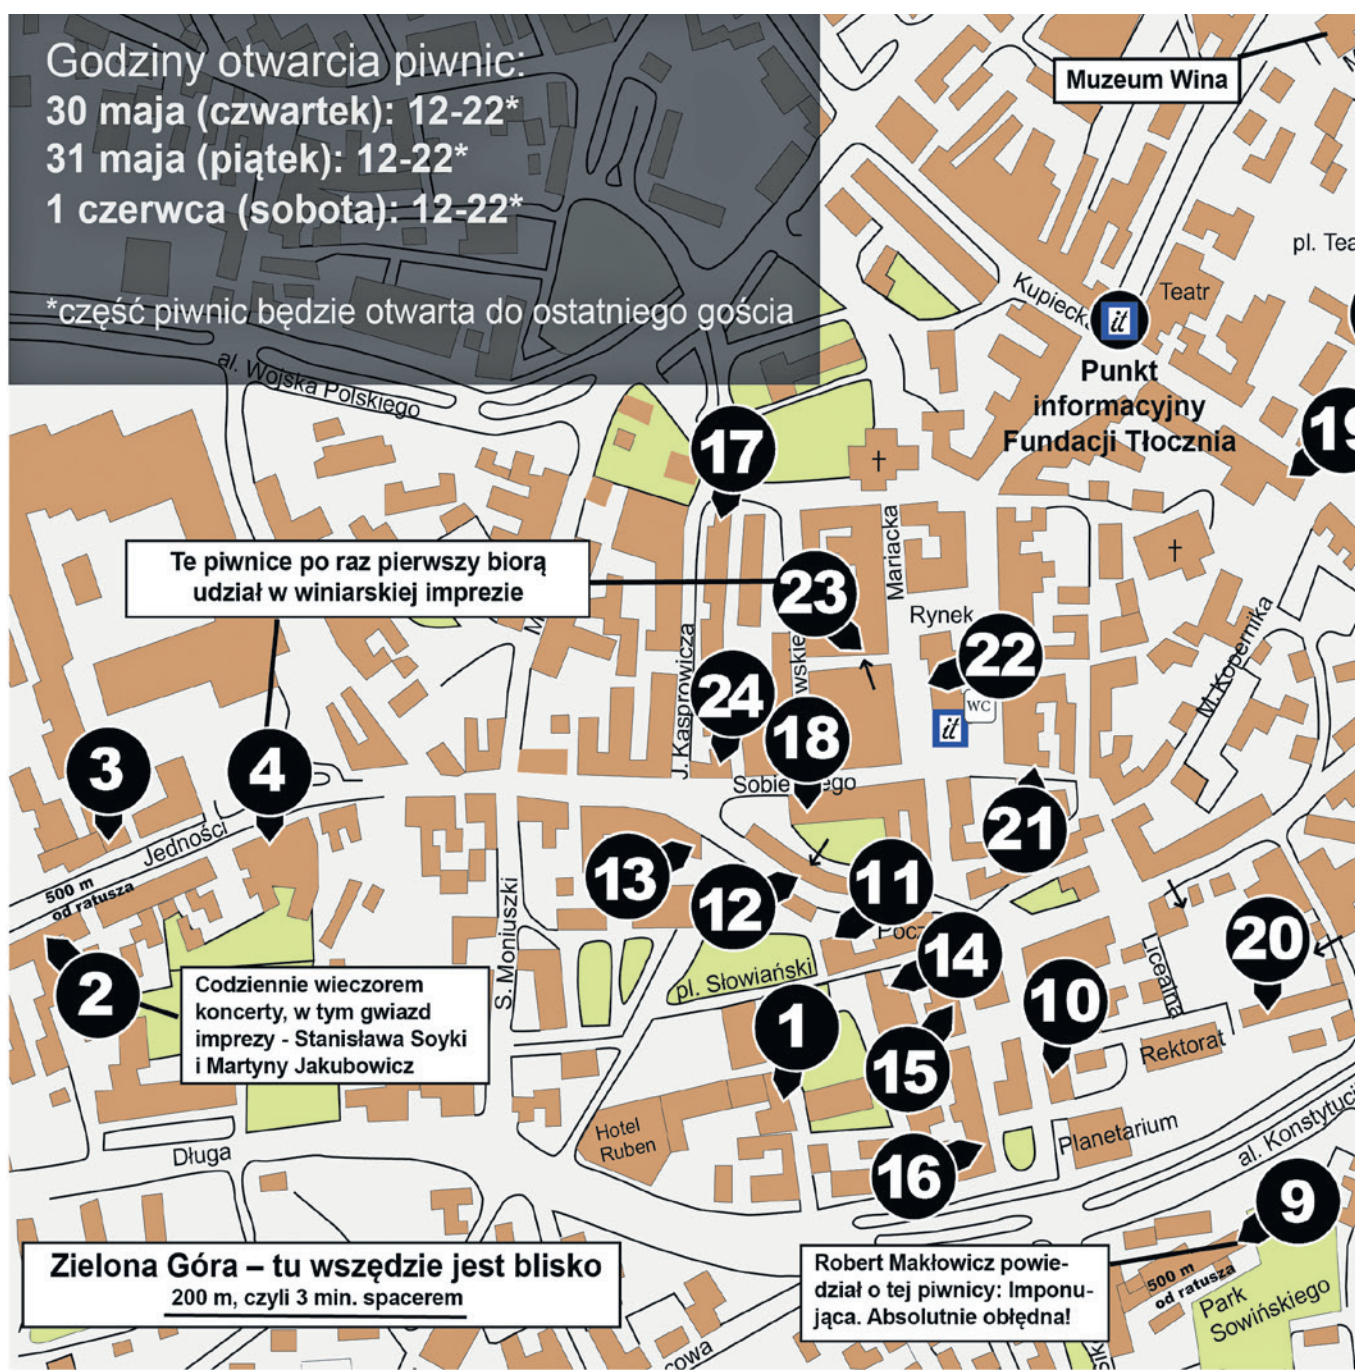 Godziny otwarcia piwnic:
30 maja (czwartek): 12-22*
31 maja (piątek): 12-22*
1 czerwca (sobota): 12-22*
*część piwnic będzie otwarta do ostatniego gościa
Muzeum Wina
pl. Tea
Kupiecka
Teatr
it
Punkt
informacyjny
Fundacji Tłocznia
al. Wojska Polskiego
17
19
Te piwnice po raz pierwszy biorą
udział w winiarskiej imprezie
23
Mariacka
Rynek
22
WC
it
M. Kopernika
J. Kasprowicza
wskie
24
18
Sobie
ego
3
4
Jedności
500 m
od ratusza
21
13
12
11
Pocz
14
20
Licealna
S. Moniuszki
pl. Słowiański
2
Codziennie wieczorem
koncerty, w tym gwiazd
imprezy - Stanisława Soyki
i Martyny Jakubowicz
1
10
15
Rektorat
Planetarium
al. Konstytucj
Hotel
Ruben
Długa
16
9
Zielona Góra – tu wszędzie jest blisko
200 m, czyli 3 min. spacerem
Robert Makłowicz powie-
dział o tej piwnicy: Imponu-
jąca. Absolutnie obłędna!
500 m
od ratusza
Park
Sowińskiego
cowa